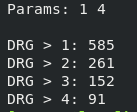 Params: 1 4
DRG > 1: 585
DRG > 2: 261
DRG > 3: 152
DRG > 4: 91